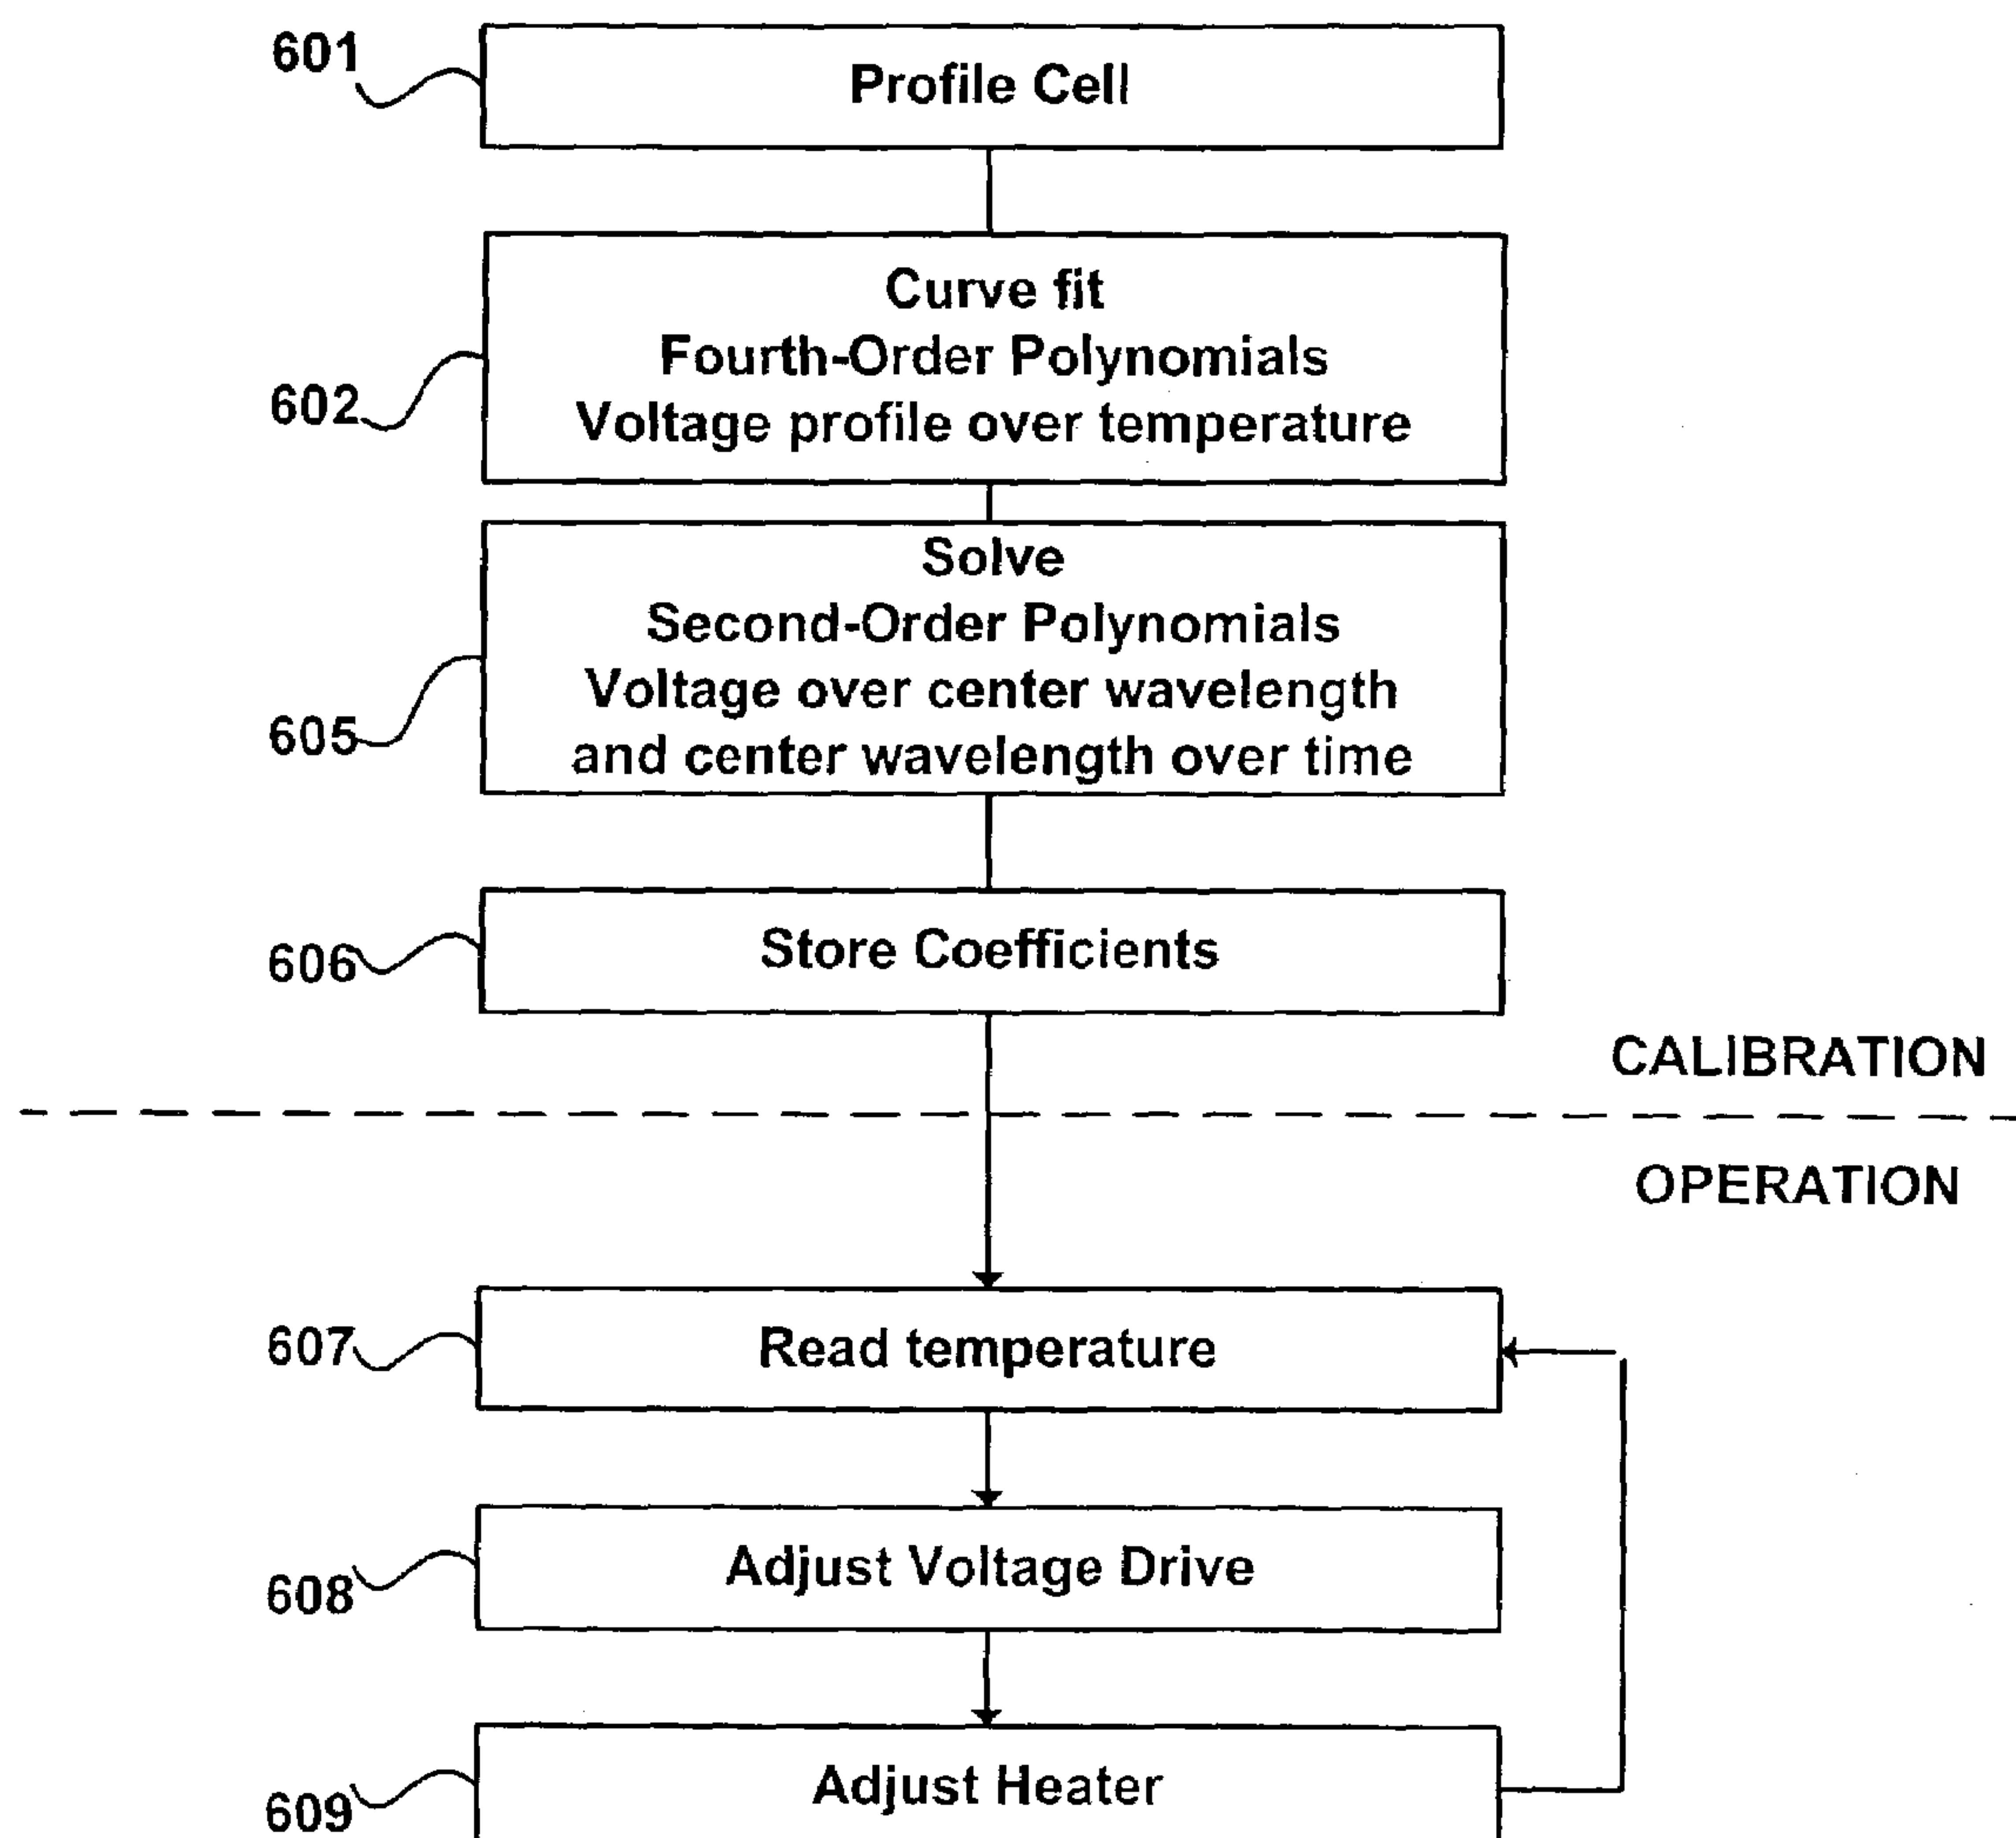 601
Profile Cell
Curve fit
Fourth-Order Polynomials
602
Voltage profile over temperature
Solve
Second-Order Polynomials
Voltage over center wavelength
605
and center wavelength over time
606
Store Coefficients
CALIBRATION
OPERATION
607
Read temperature
608
Adjust Voltage Drive
609
Adjust Heater